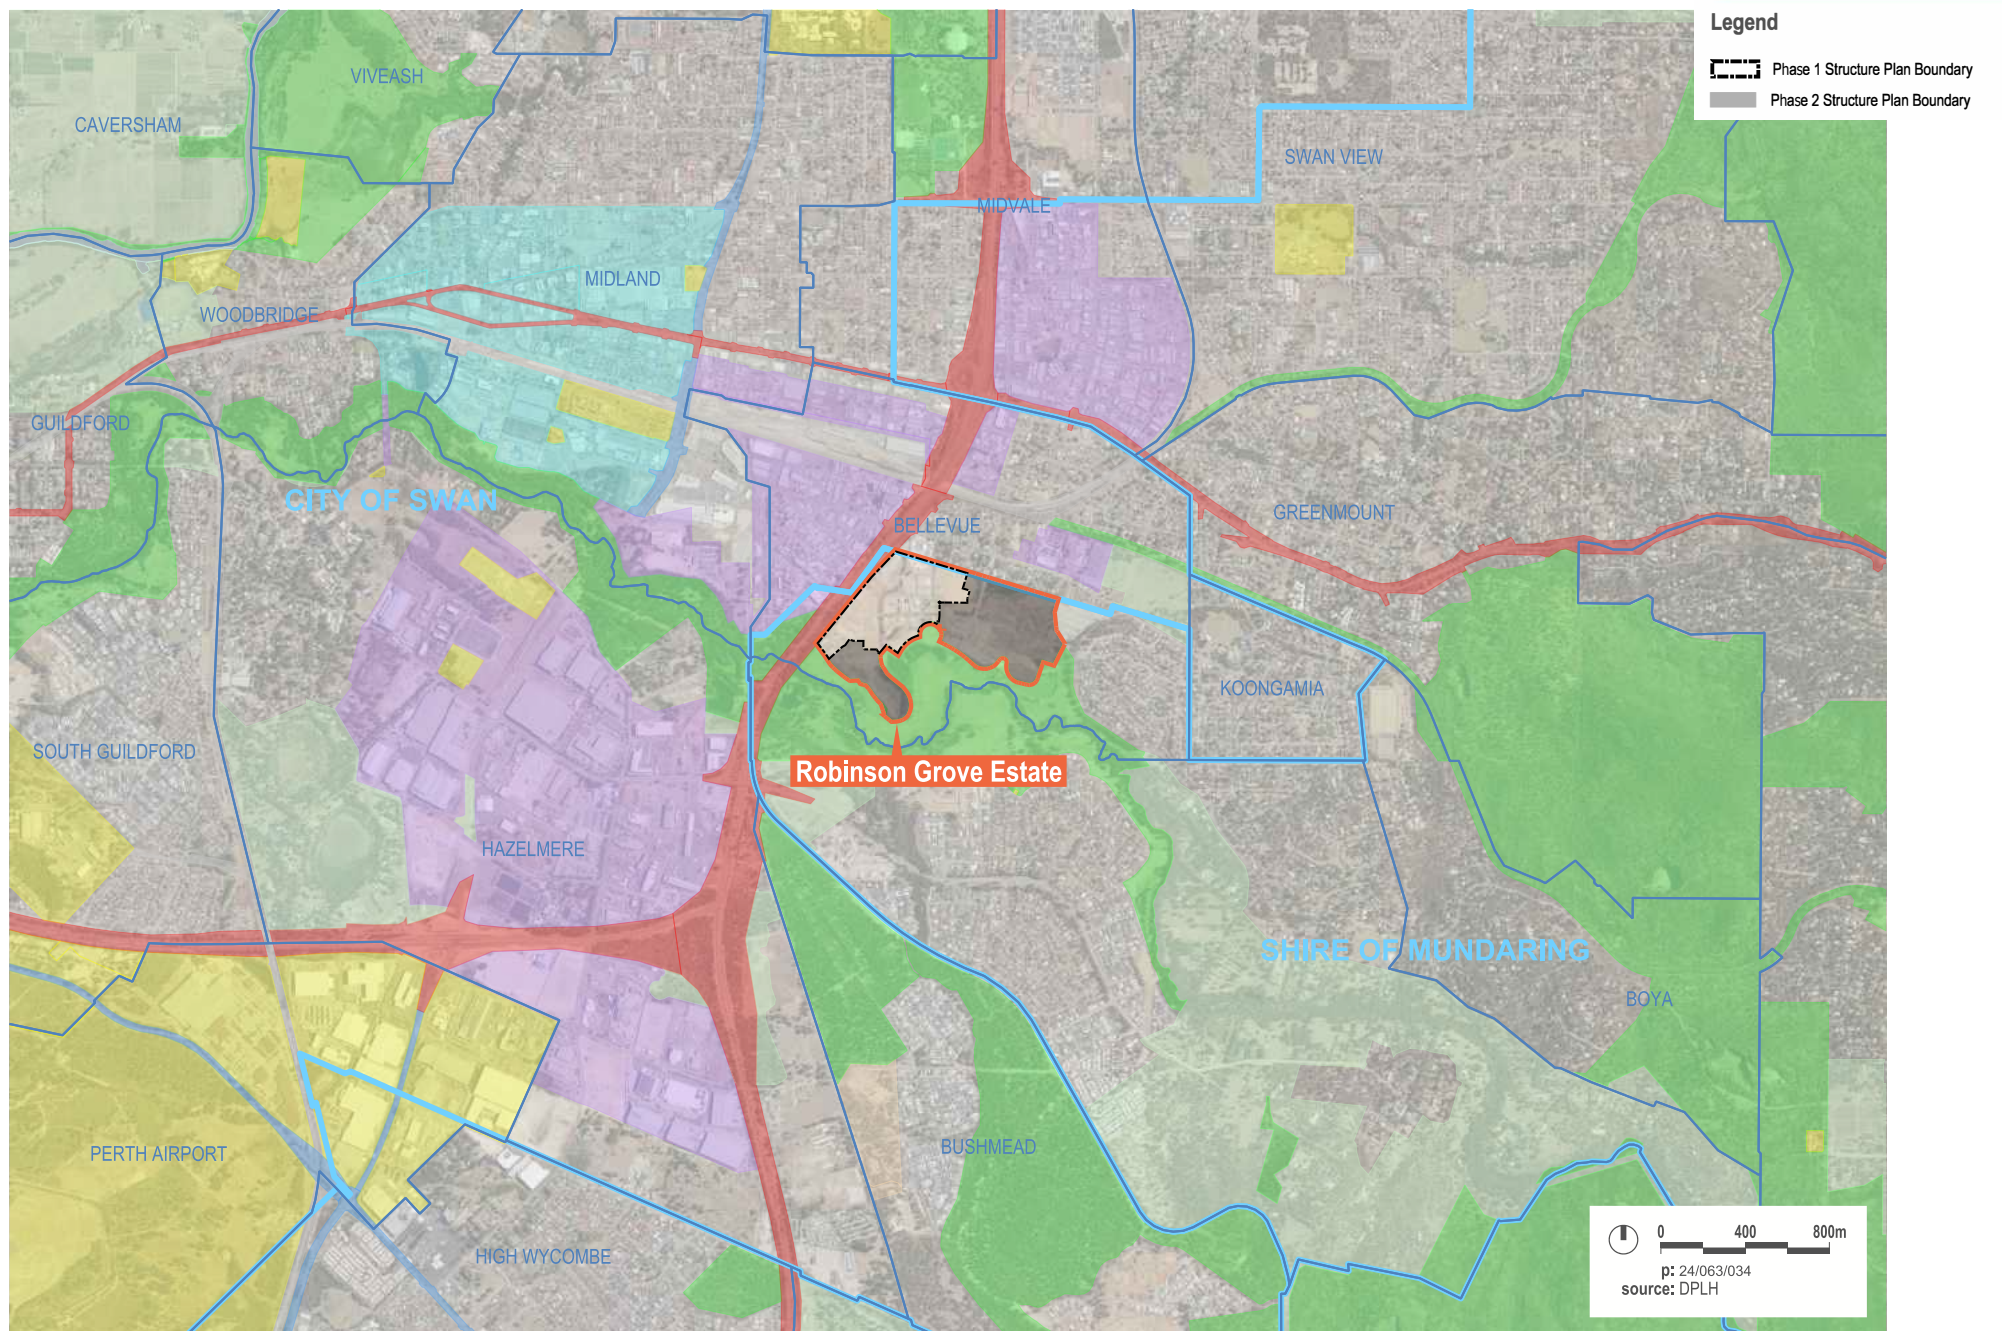 Legend
Phase 1 Structure Plan Boundary
Phase 2 Structure Plan Boundary
VIVEASH
CAVERSHAM
SWAN VIEW
MIDVALE
MIDLAND
WOODBRIDGE
GUILDFORD
CITY OF SWAN
GREENMOUNT
BELLEVUE
KOONGAMIA
SOUTH GUILDFORD
Robinson Grove Estate
HAZELMERE
SHIRE OF MUNDARING
BOYA
BUSHMEAD
PERTH AIRPORT
HIGH WYCOMBE
0 400 800m
p: 24/063/034
source: DPLH